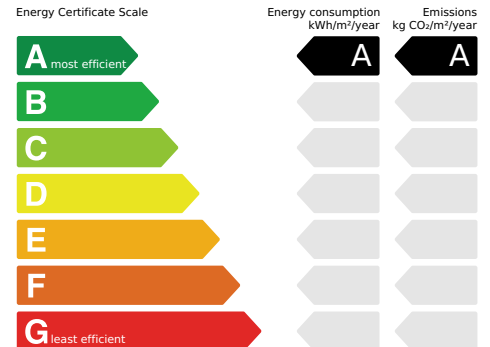 Energy Certificate Scale
Energy consumption
kWh/m²/year
Emissions
kg CO₂/m²/year
A most efficient
A
A
B
C
D
E
F
G least efficient